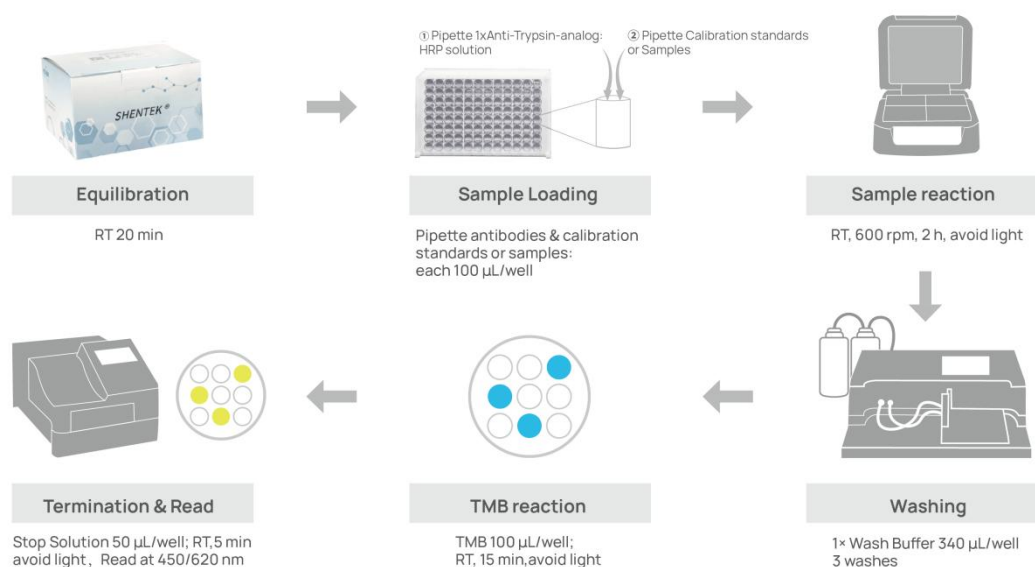 ① Pipette 1xAnti-Trypsin-analog:
HRP solution
② Pipette Calibration standards
or Samples
SHENTEK ®
Equilibration
RT 20 min
Sample Loading
Pipette antibodies & calibration
standards or samples:
each 100 µL/well
Sample reaction
RT, 600 rpm, 2 h, avoid light
Termination & Read
Stop Solution 50 µL/well; RT,5 min
avoid light, Read at 450/620 nm
TMB reaction
TMB 100 µL/well;
RT, 15 min,avoid light
Washing
1× Wash Buffer 340 µL/well
3 washes